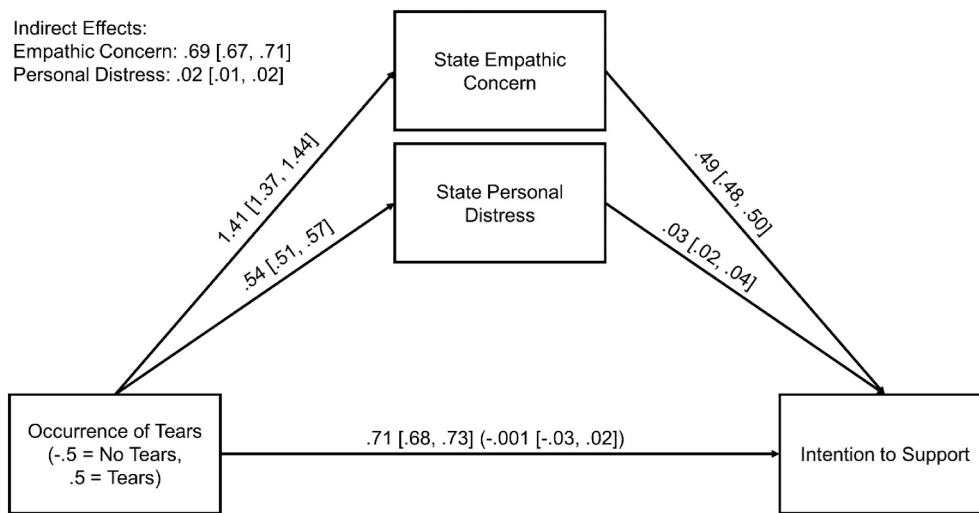 Indirect Effects:
Empathic Concern: .69 [.67, .71]
Personal Distress: .02 [.01, .02]
State Empathic
Concern
State Personal
Distress
1.41 [1.37, 1.44]
.54 [.51, .57]
.49 [.48, .50]
.03 [.02, .04]
Occurrence of Tears
(-.5 = No Tears,
.5 = Tears)
.71 [.68, .73] (-.001 [-.03, .02])
Intention to Support